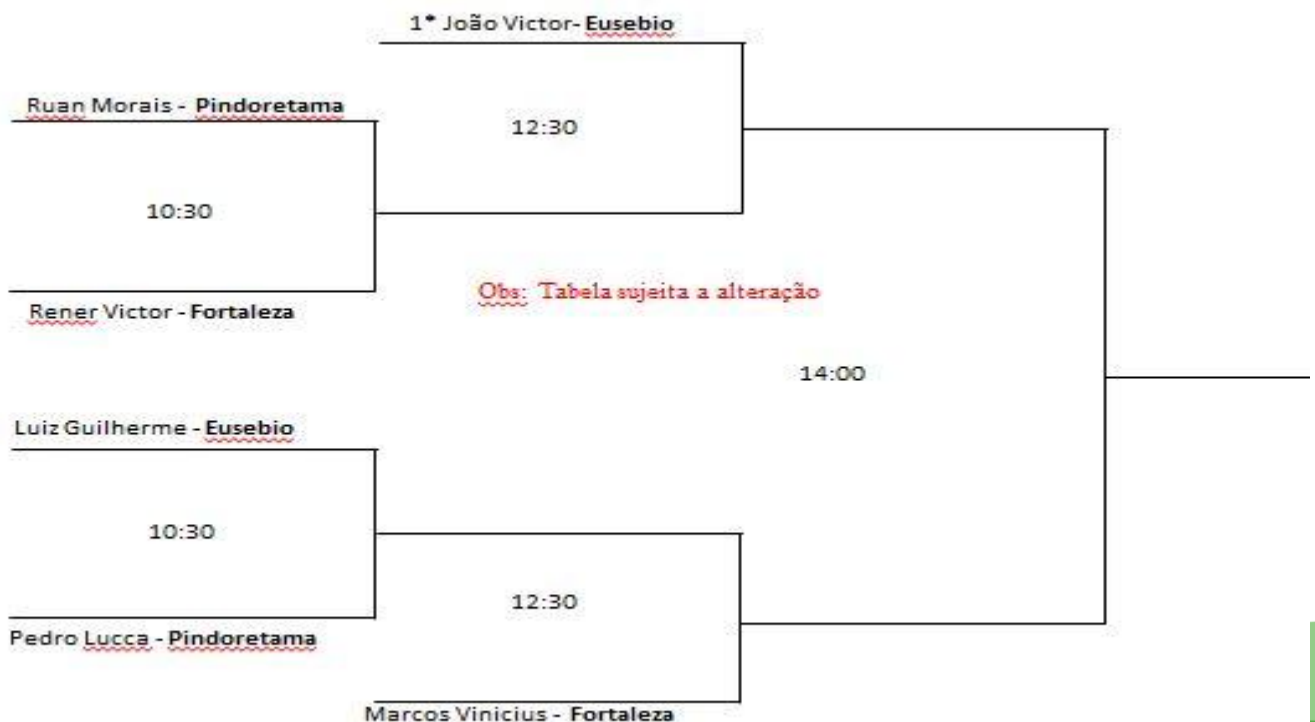 1* João Victor- Eusebio
Ruan Morais - Pindoretama
12:30
10:30
Obs: Tabela sujeita a alteração
Rener Victor - Fortaleza
14:00
Luiz Guilherme - Eusebio
10:30
12:30
Pedro Lucca - Pindoretama
Marcos Vinicius - Fortaleza